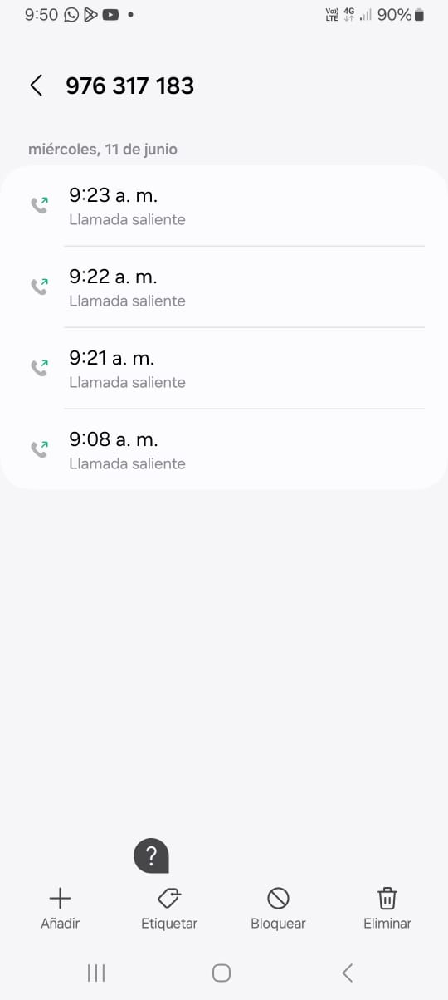 9:50
Vo)) LTE 4G 90%
976 317 183
miércoles, 11 de junio
9:23 a. m.
Llamada saliente
9:22 a. m.
Llamada saliente
9:21 a. m.
Llamada saliente
9:08 a. m.
Llamada saliente
?
Añadir Etiquetar Bloquear Eliminar